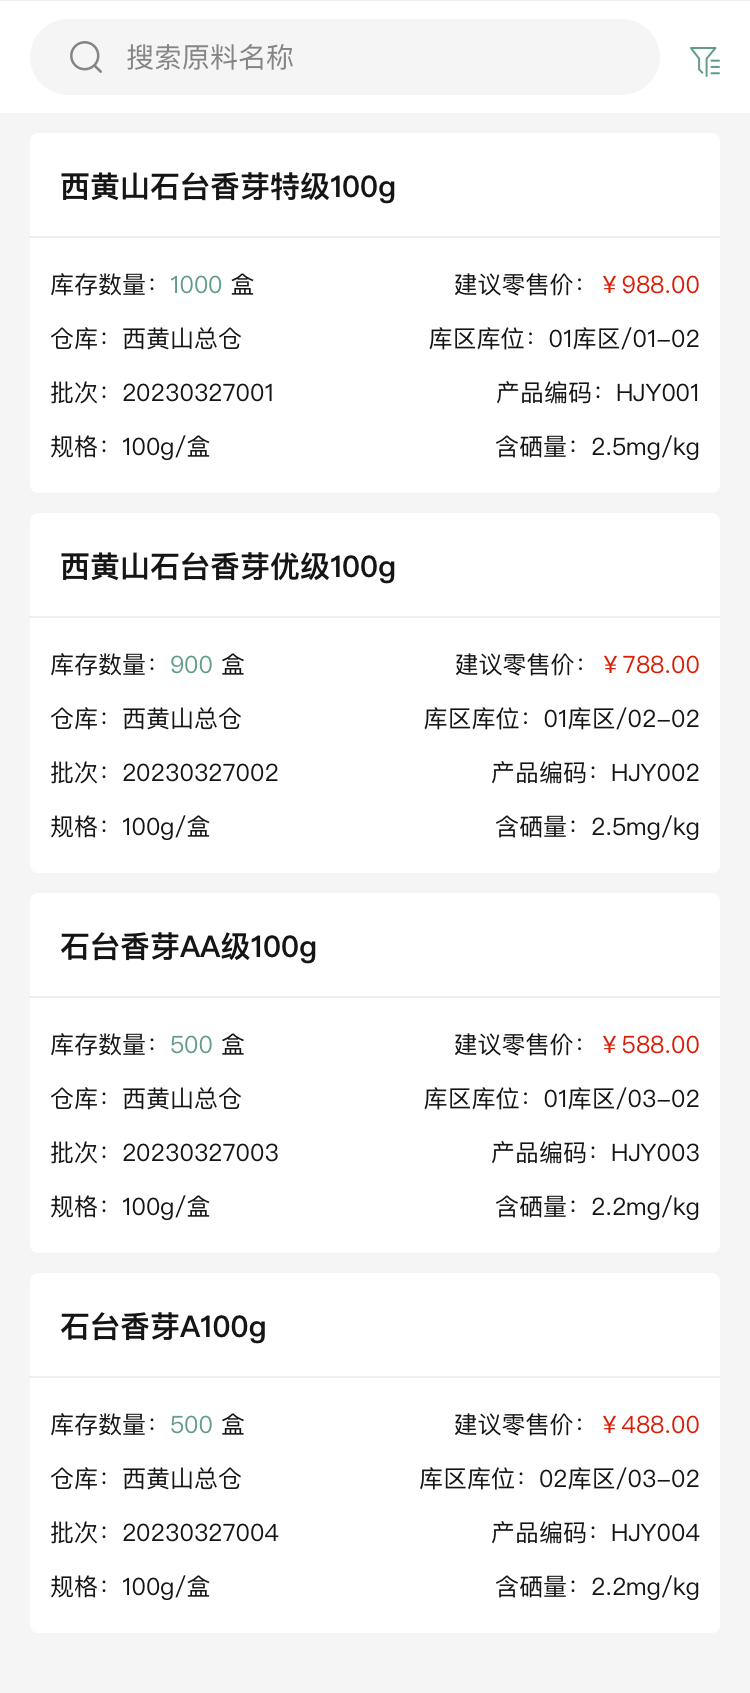 搜索原料名称
西黄山石台香芽特级100g
库存数量：1000 盒 建议零售价：￥988.00
仓库：西黄山总仓 库区库位：01库区/01-02
批次：20230327001 产品编码：HJY001
规格：100g/盒 含硒量：2.5mg/kg
西黄山石台香芽优级100g
库存数量：900 盒 建议零售价：￥788.00
仓库：西黄山总仓 库区库位：01库区/02-02
批次：20230327002 产品编码：HJY002
规格：100g/盒 含硒量：2.5mg/kg
石台香芽AA级100g
库存数量：500 盒 建议零售价：￥588.00
仓库：西黄山总仓 库区库位：01库区/03-02
批次：20230327003 产品编码：HJY003
规格：100g/盒 含硒量：2.2mg/kg
石台香芽A100g
库存数量：500 盒 建议零售价：￥488.00
仓库：西黄山总仓 库区库位：02库区/03-02
批次：20230327004 产品编码：HJY004
规格：100g/盒 含硒量：2.2mg/kg